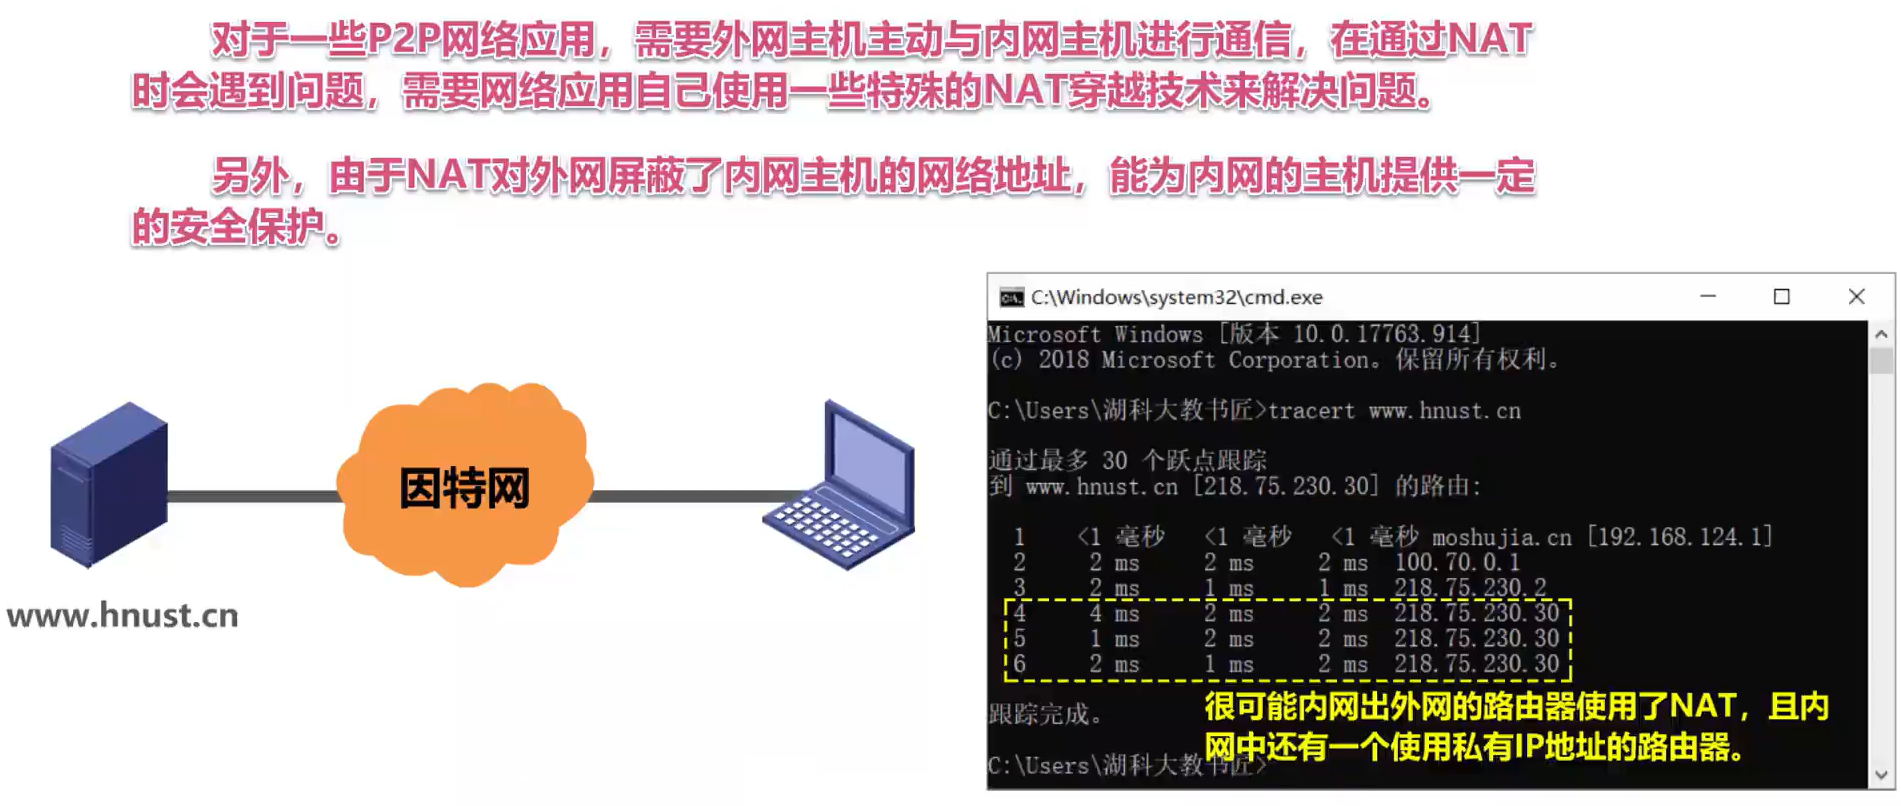 对于一些P2P网络应用，需要外网主机主动与内网主机进行通信，在通过NAT
时会遇到问题，需要网络应用自己使用一些特殊的NAT穿越技术来解决问题。
另外，由于NAT对外网屏蔽了内网主机的网络地址，能为内网的主机提供一定
的安全保护。
因特网
www.hnust.cn
C:\Windows\system32\cmd.exe
Microsoft Windows [版本 10.0.17763.914]
(c) 2018 Microsoft Corporation。保留所有权利。
C:\Users\湖科大教书匠>tracert www.hnust.cn
通过最多 30 个跃点跟踪
到 www.hnust.cn [218.75.230.30] 的路由:
1 <1 毫秒 <1 毫秒 <1 毫秒 moshujia.cn [192.168.124.1]
2 2 ms 2 ms 2 ms 100.70.0.1
3 2 ms 1 ms 1 ms 218.75.230.2
4 4 ms 2 ms 2 ms 218.75.230.30
5 1 ms 2 ms 2 ms 218.75.230.30
6 2 ms 1 ms 2 ms 218.75.230.30
跟踪完成。
C:\Users\湖科大教书匠>
很可能内网出外网的路由器使用了NAT，且内
网中还有一个使用私有IP地址的路由器。